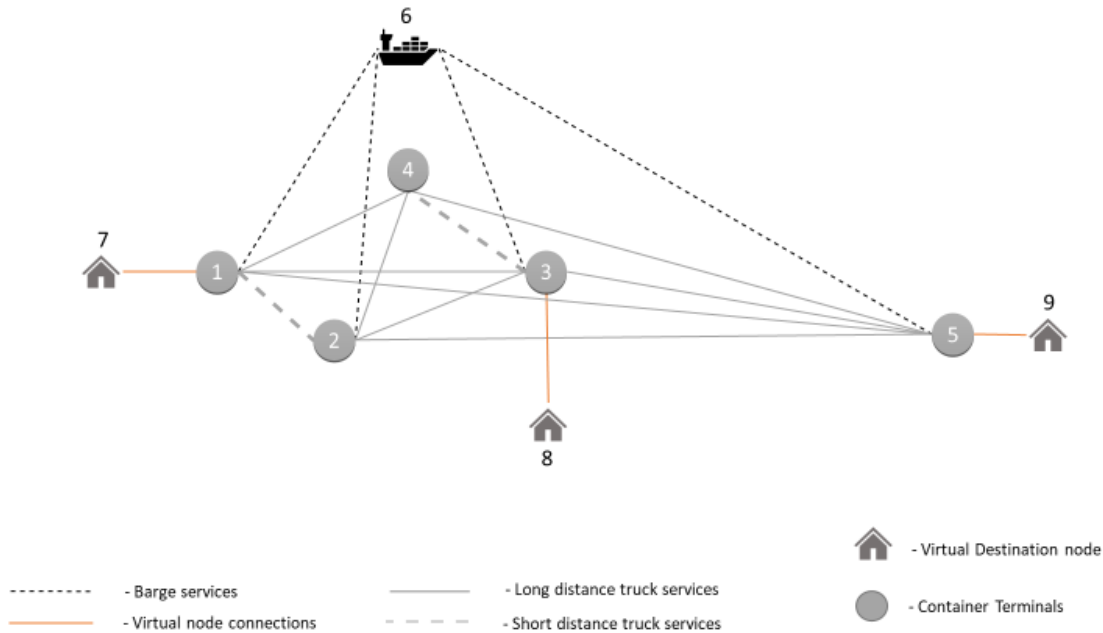 6
4
7
1
3
2
9
5
8
- Virtual Destination node
- Barge services
- Long distance truck services
- Container Terminals
- Virtual node connections
- Short distance truck services